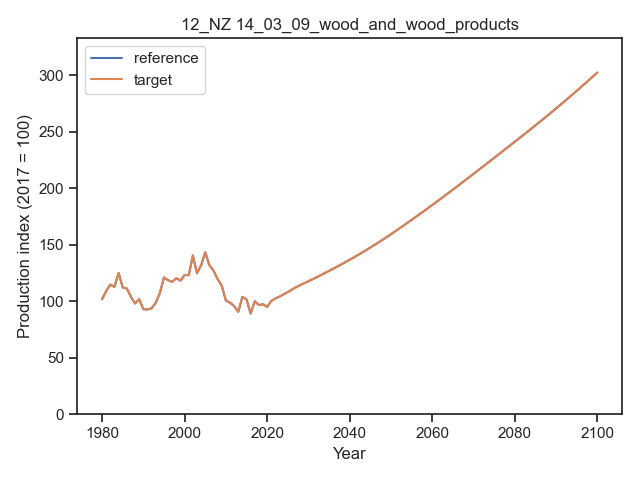 12_NZ 14_03_09_wood_and_wood_products
reference
target
Production index (2017 = 100)
300
250
200
150
100
50
0
1980 2000 2020 2040 2060 2080 2100
Year